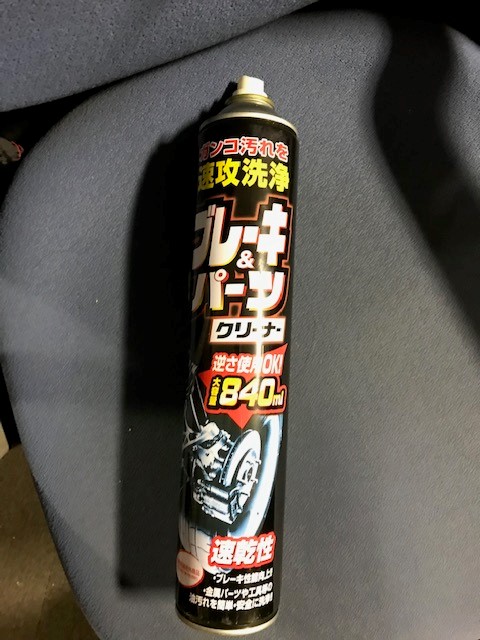 ガンコ汚れを
速攻洗浄
ブレーキ
&
パーツ
クリーナー
逆さ使用OK!
大容量 840ml
速乾性
・ブレーキ性能向上!
・金属パーツや工具等の
油汚れを簡単・安全に洗浄!